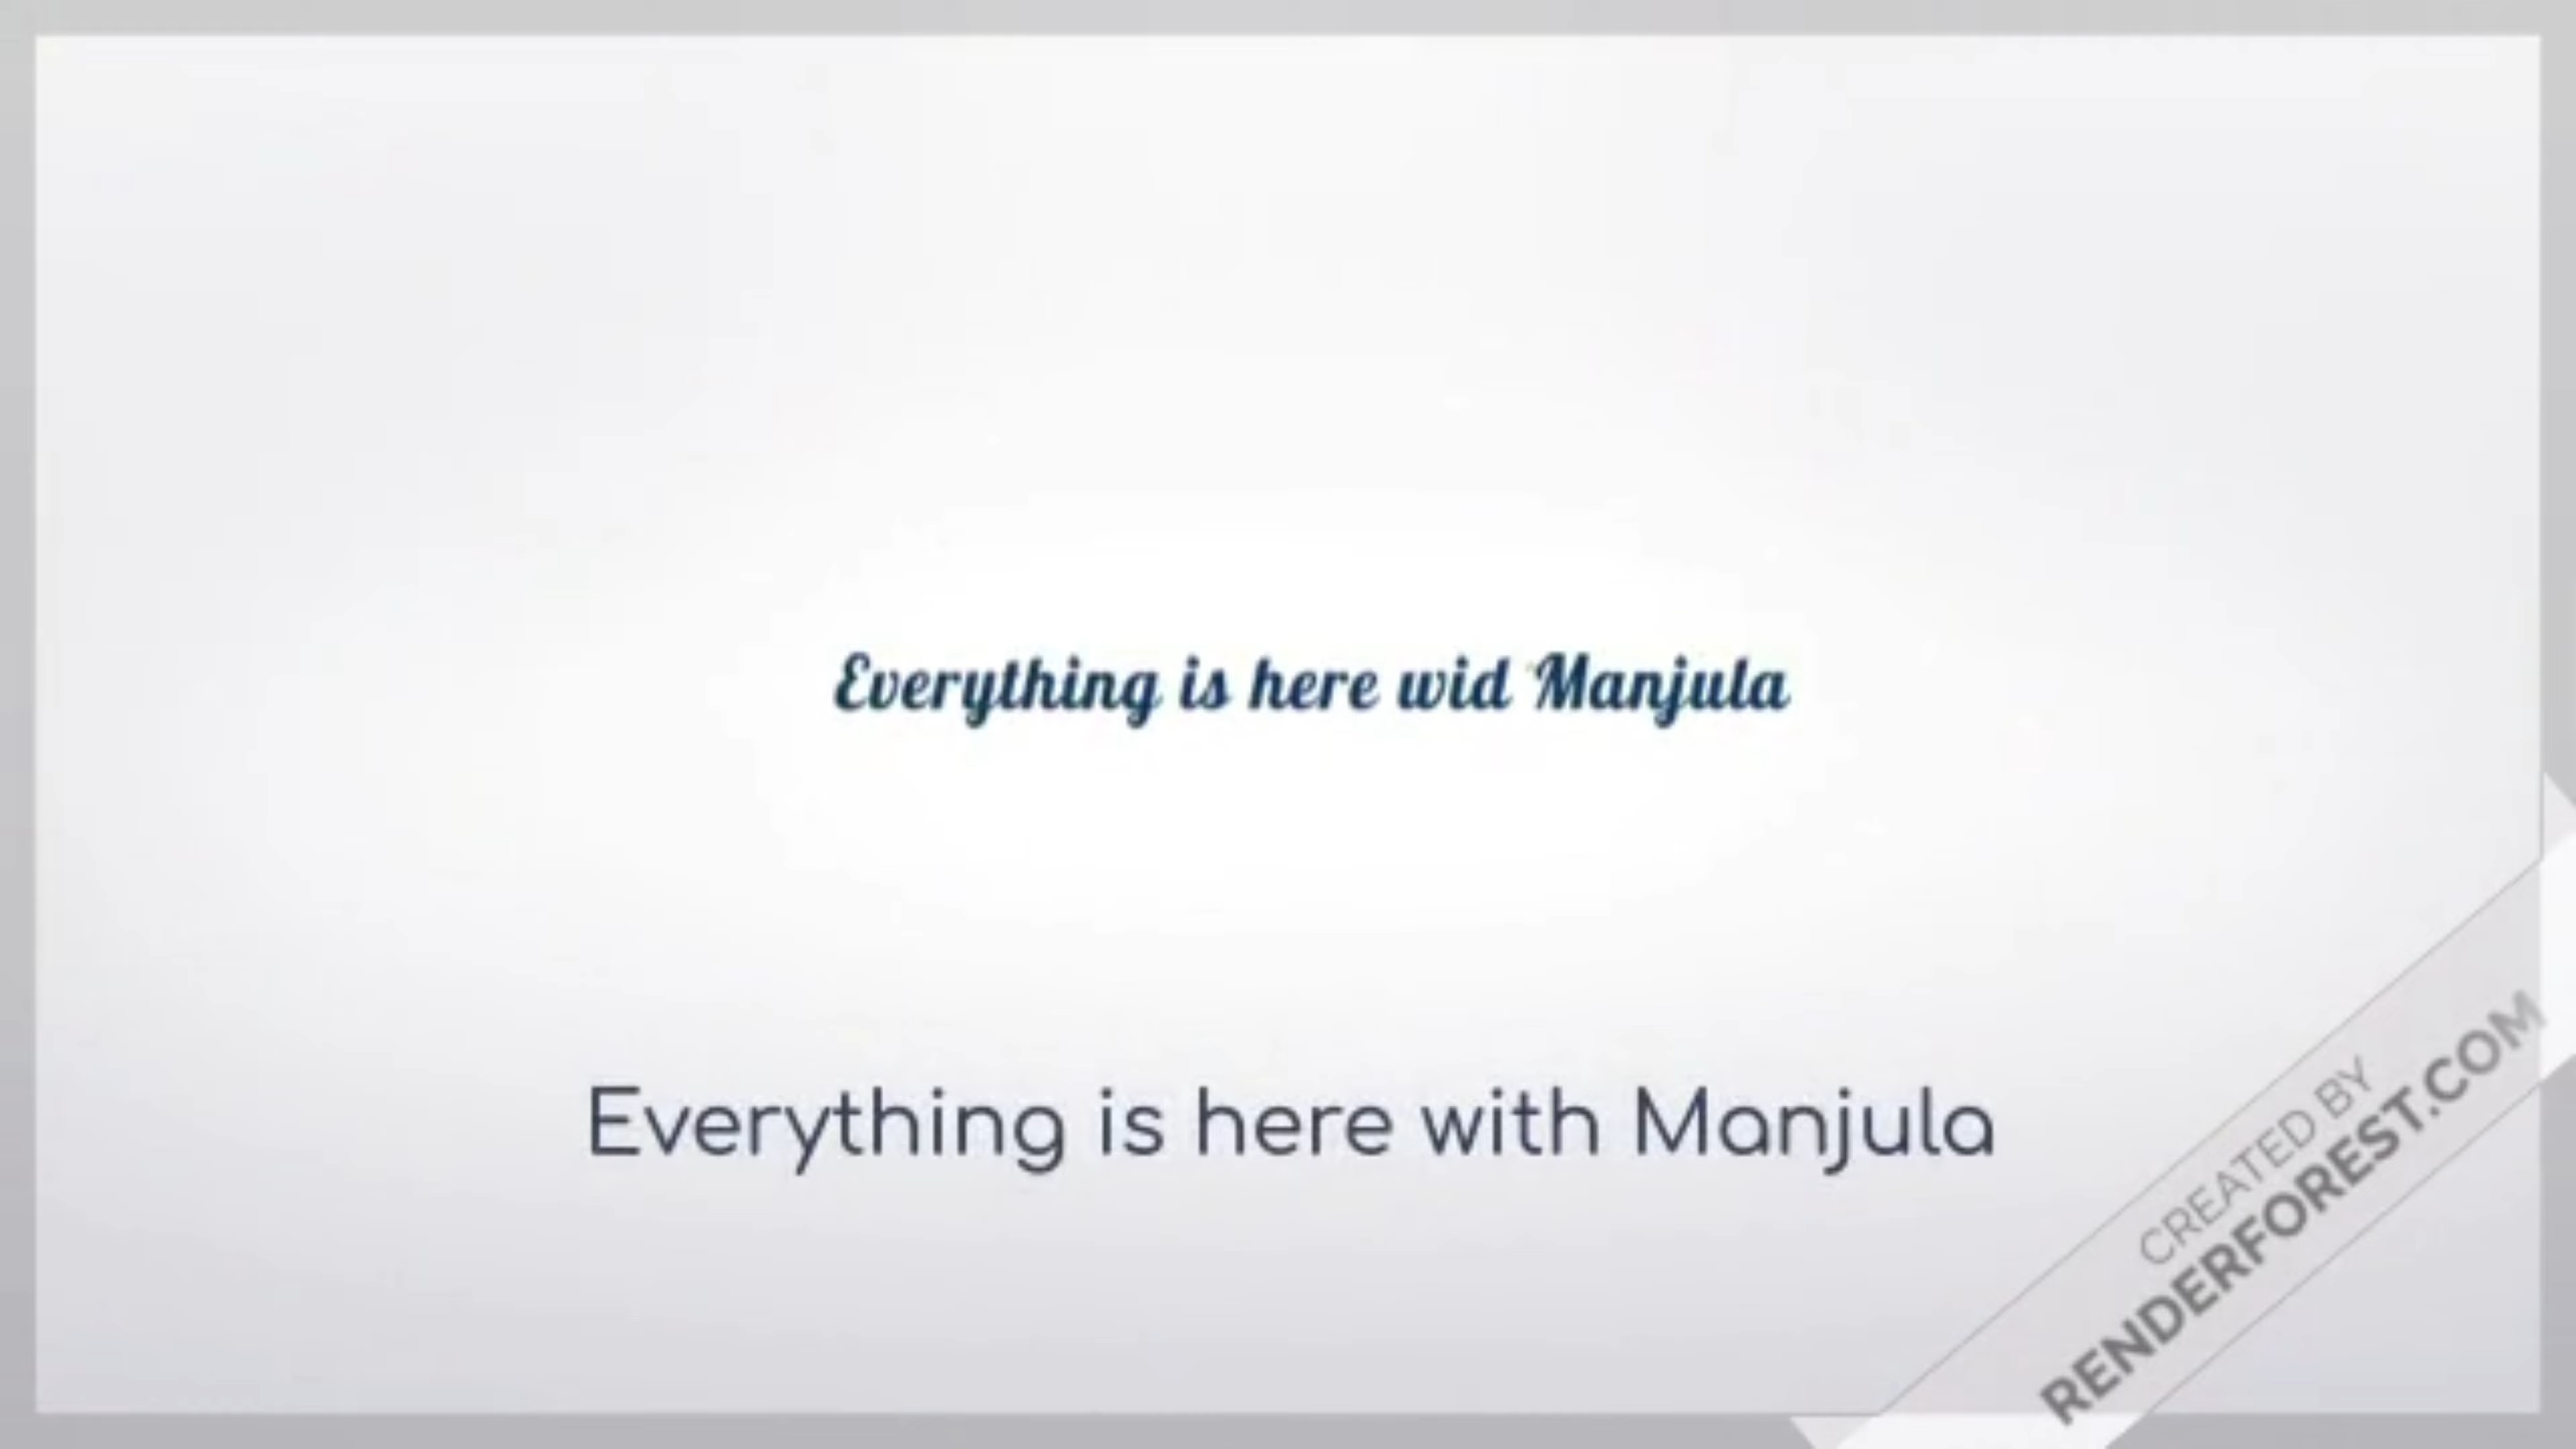 Everything is here wid Manjula
Everything is here with Manjula
CREATED BY
RENDERFOREST.COM